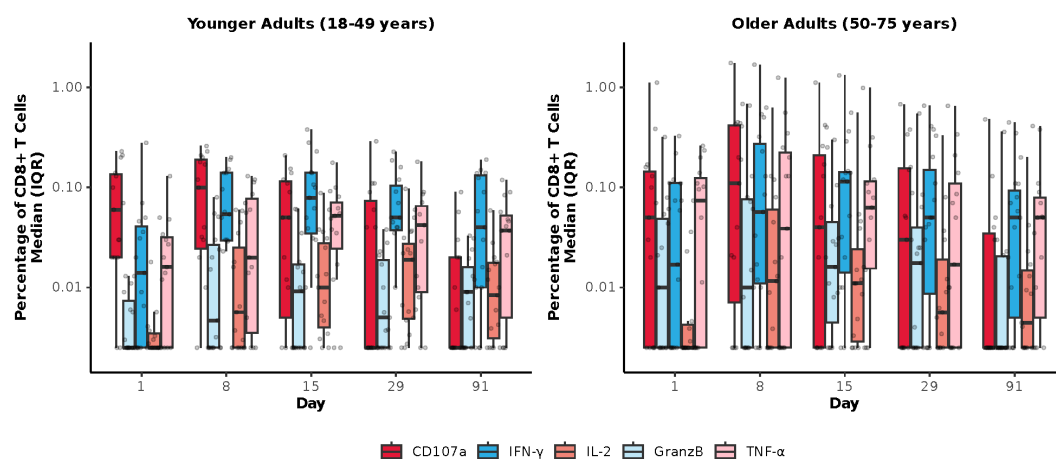 Younger Adults (18-49 years)
Older Adults (50-75 years)
Percentage of CD8+ T Cells
Median (IQR)
1.00
0.10
0.01
1 8 15 29 91
Day
Percentage of CD8+ T Cells
Median (IQR)
1.00
0.10
0.01
1 8 15 29 91
Day
CD107a IFN-γ IL-2 GranzB TNF-α